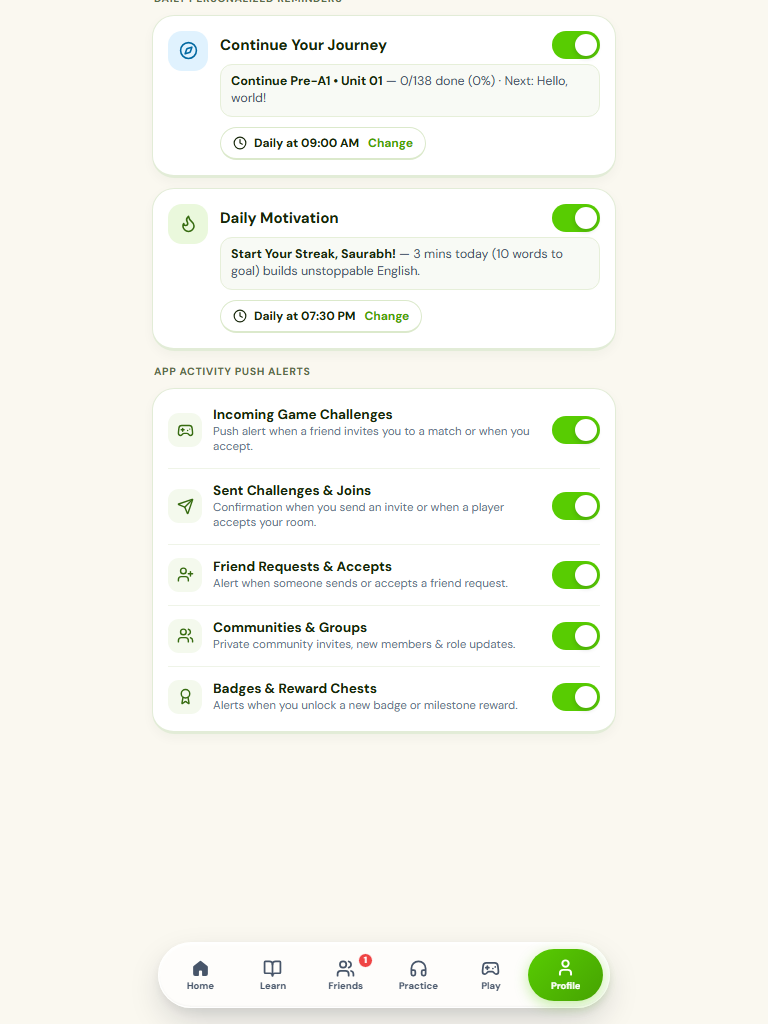 DAILY PERSONALIZED REMINDERS
Continue Your Journey
Continue Pre-A1 • Unit 01 — 0/138 done (0%) · Next: Hello,
world!
Daily at 09:00 AM Change
Daily Motivation
Start Your Streak, Saurabh! — 3 mins today (10 words to
goal) builds unstoppable English.
Daily at 07:30 PM Change
APP ACTIVITY PUSH ALERTS
Incoming Game Challenges
Push alert when a friend invites you to a match or when you
accept.
Sent Challenges & Joins
Confirmation when you send an invite or when a player
accepts your room.
Friend Requests & Accepts
Alert when someone sends or accepts a friend request.
Communities & Groups
Private community invites, new members & role updates.
Badges & Reward Chests
Alerts when you unlock a new badge or milestone reward.
1
Home Learn Friends Practice Play Profile